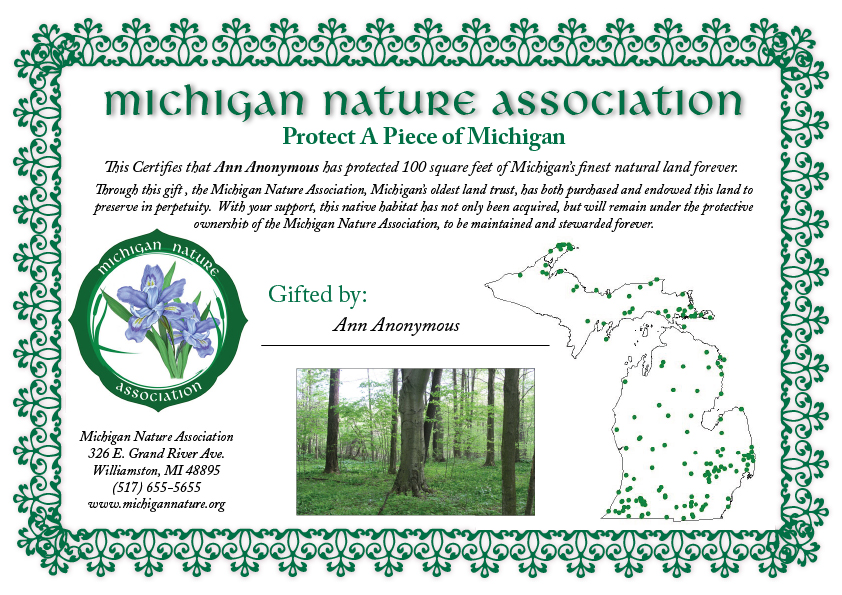 MICHIGAN NATURE ASSOCIATION
Protect A Piece of Michigan
This Certifies that Ann Anonymous has protected 100 square feet of Michigan's finest natural land forever.
Through this gift , the Michigan Nature Association, Michigan's oldest land trust, has both purchased and endowed this land to
preserve in perpetuity. With your support, this native habitat has not only been acquired, but will remain under the protective
ownership of the Michigan Nature Association, to be maintained and stewarded forever.
MICHIGAN NATURE
ASSOCIATION
Gifted by:
Ann Anonymous
Michigan Nature Association
326 E. Grand River Ave.
Williamston, MI 48895
(517) 655-5655
www.michigannature.org